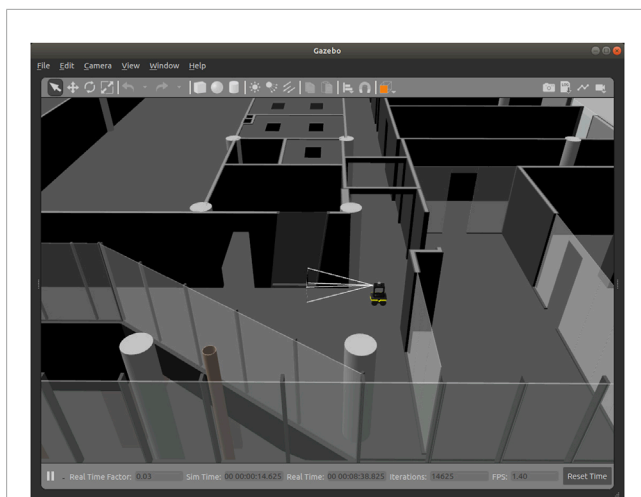 Gazebo
File Edit Camera View Window Help
Real Time Factor: 0.03 Sim Time: 00 00:00:14.625 Real Time: 00 00:08:38.825 Iterations: 14625 FPS: 1.40 Reset Time